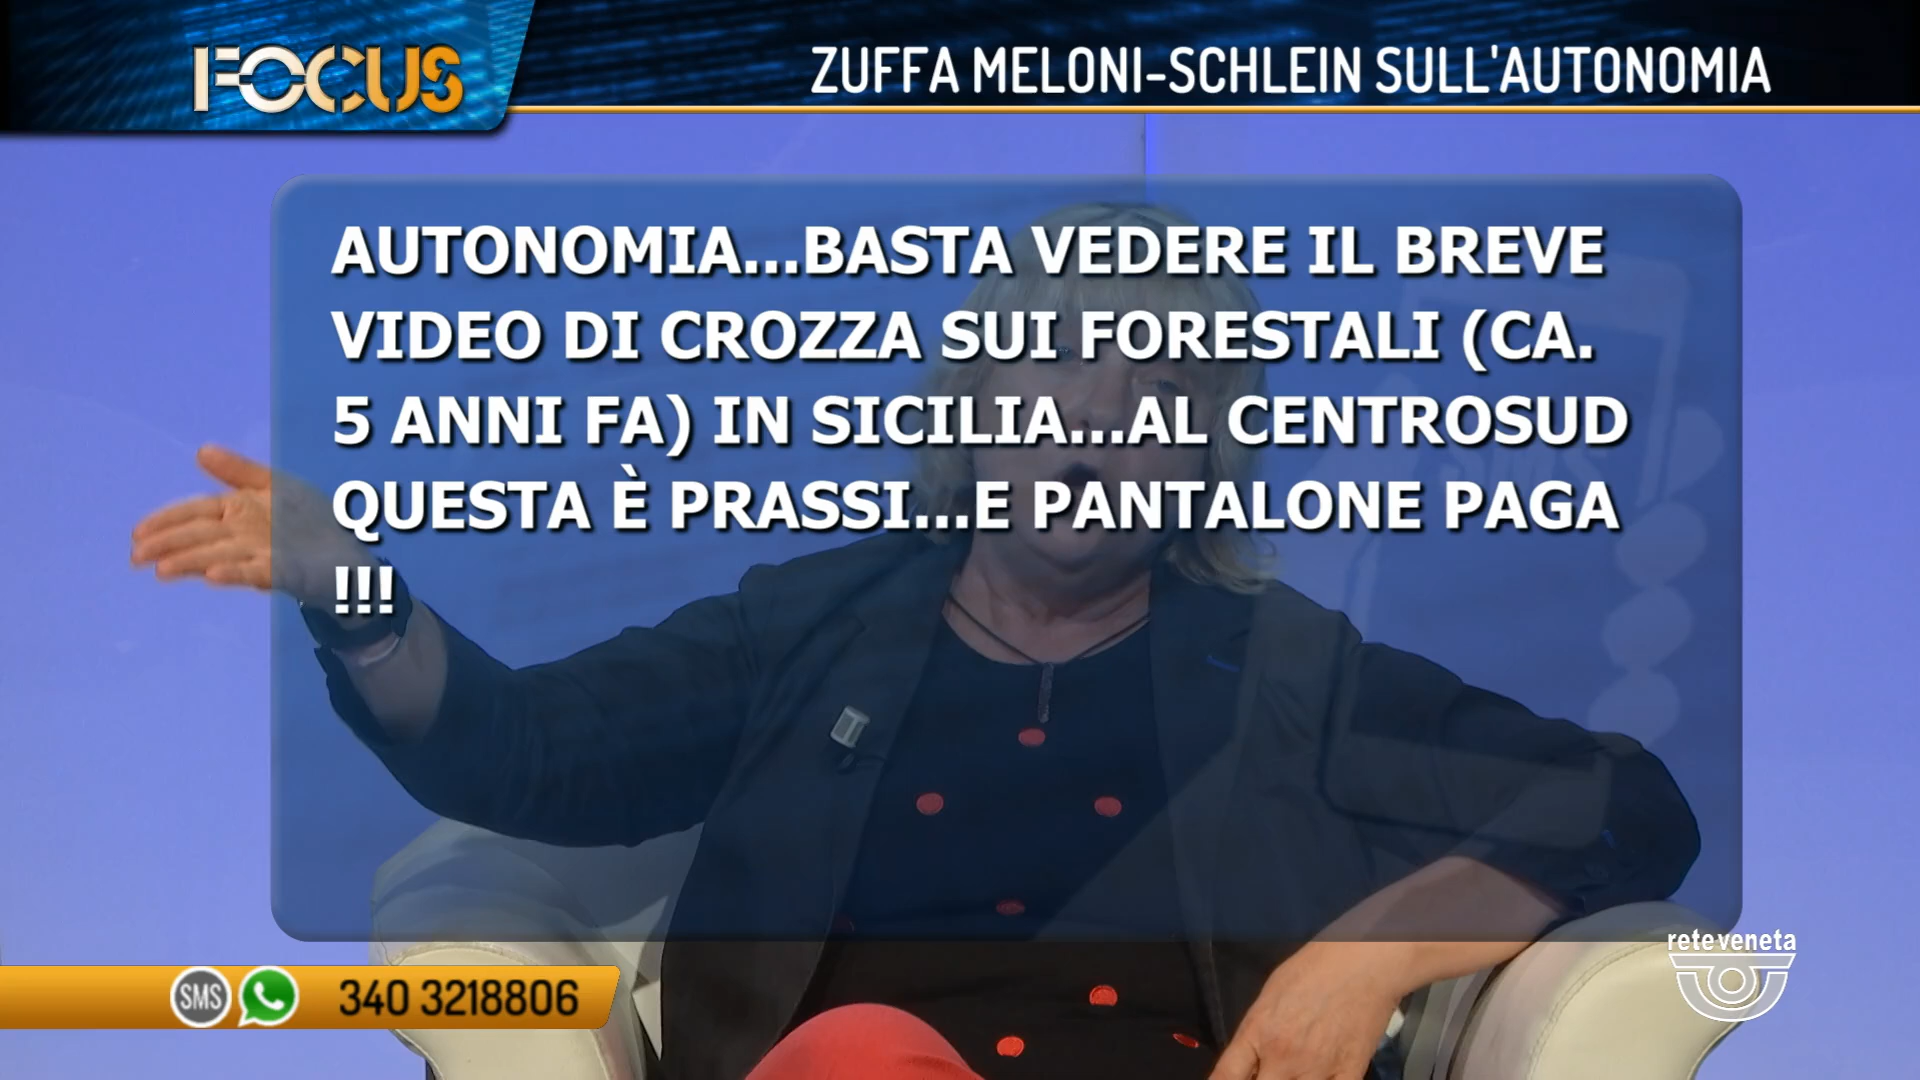 FOCUS
ZUFFA MELONI-SCHLEIN SULL'AUTONOMIA
AUTONOMIA...BASTA VEDERE IL BREVE
VIDEO DI CROZZA SUI FORESTALI (CA.
5 ANNI FA) IN SICILIA...AL CENTROSUD
QUESTA È PRASSI...E PANTALONE PAGA
!!!
SMS
SMS
340 3218806
reteveneta